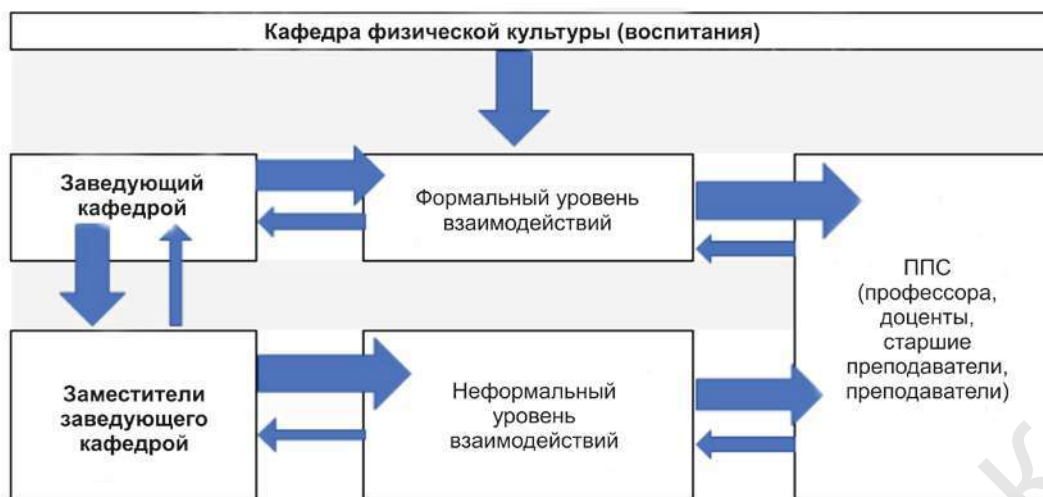 Кафедра физической культуры (воспитания)
Заведующий
кафедрой
Формальный уровень
взаимодействий
ППС
(профессора,
доценты,
старшие
преподаватели,
преподаватели)
Заместители
заведующего
кафедрой
Неформальный
уровень
взаимодействий